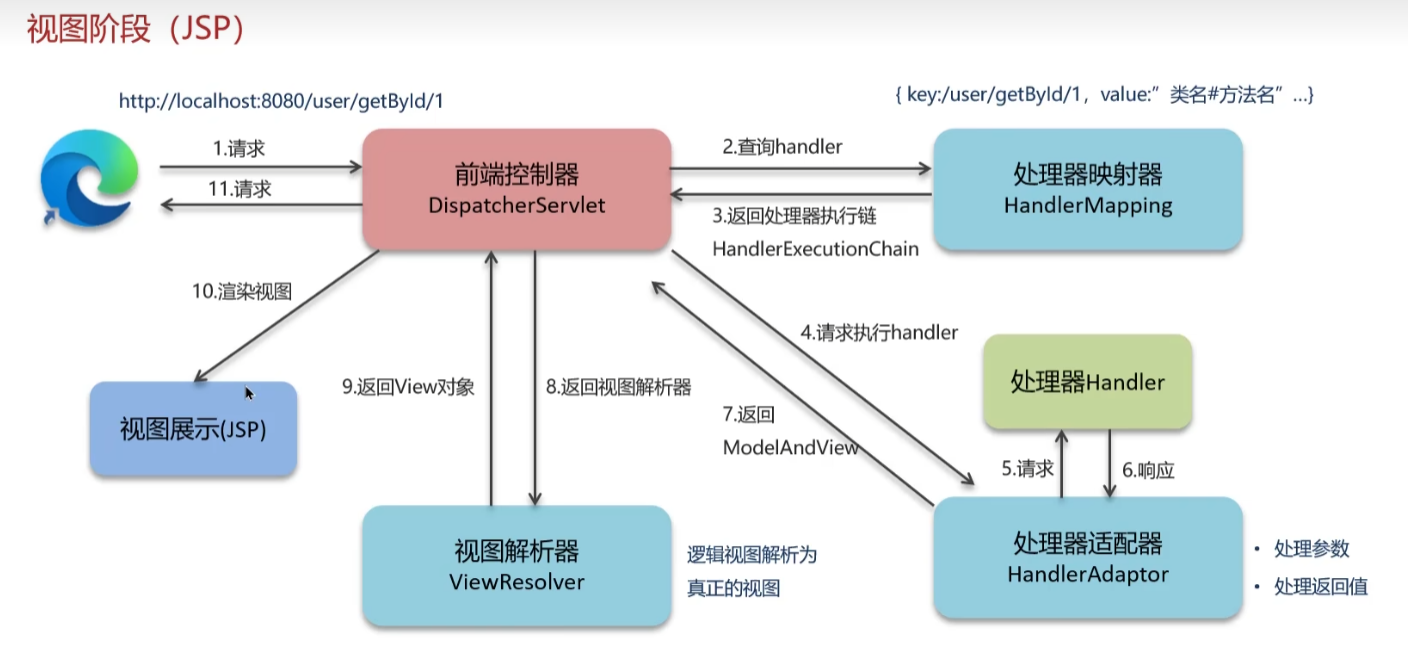 视图阶段（JSP）
http://localhost:8080/user/getById/1
{ key:/user/getById/1，value:”类名#方法名”...}
1.请求
11.请求
前端控制器
DispatcherServlet
2.查询handler
3.返回处理器执行链
HandlerExecutionChain
处理器映射器
HandlerMapping
10.渲染视图
4.请求执行handler
处理器Handler
9.返回View对象
8.返回视图解析器
7.返回
ModelAndView
视图展示(JSP)
5.请求
6.响应
视图解析器
ViewResolver
逻辑视图解析为
真正的视图
处理器适配器
HandlerAdaptor
• 处理参数
• 处理返回值